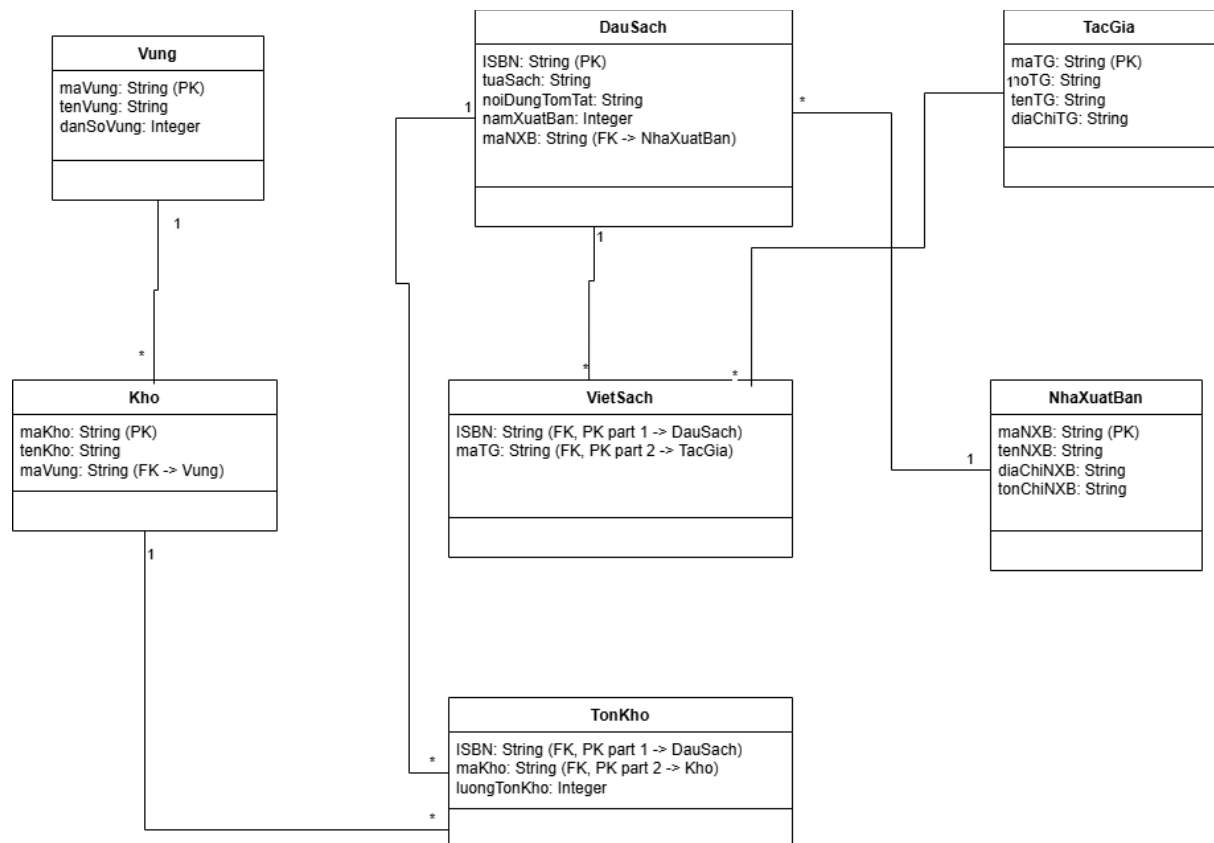 Vung
maVung: String (PK)
tenVung: String
danSoVung: Integer
1
*
DauSach
ISBN: String (PK)
tuaSach: String
noiDungTomTat: String
namXuatBan: Integer
maNXB: String (FK -> NhaXuatBan)
1
*
1
TacGia
maTG: String (PK)
1
hoTG: String
tenTG: String
diaChiTG: String
Kho
maKho: String (PK)
tenKho: String
maVung: String (FK -> Vung)
1
*
*
VietSach
ISBN: String (FK, PK part 1 -> DauSach)
maTG: String (FK, PK part 2 -> TacGia)
NhaXuatBan
maNXB: String (PK)
tenNXB: String
diaChiNXB: String
tonChiNXB: String
1
TonKho
ISBN: String (FK, PK part 1 -> DauSach)
maKho: String (FK, PK part 2 -> Kho)
luongTonKho: Integer
*
*